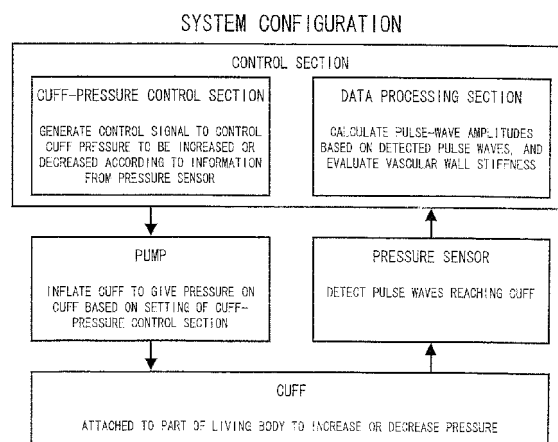 SYSTEM CONFIGURATION
CONTROL SECTION
CUFF-PRESSURE CONTROL SECTION
GENERATE CONTROL SIGNAL TO CONTROL
CUFF PRESSURE TO BE INCREASED OR
DECREASED ACCORDING TO INFORMATION
FROM PRESSURE SENSOR
DATA PROCESSING SECTION
CALCULATE PULSE-WAVE AMPLITUDES
BASED ON DETECTED PULSE WAVES, AND
EVALUATE VASCULAR WALL STIFFNESS
PUMP
INFLATE CUFF TO GIVE PRESSURE ON
CUFF BASED ON SETTING OF CUFF-
PRESSURE CONTROL SECTION
PRESSURE SENSOR
DETECT PULSE WAVES REACHING CUFF
CUFF
ATTACHED TO PART OF LIVING BODY TO INCREASE OR DECREASE PRESSURE